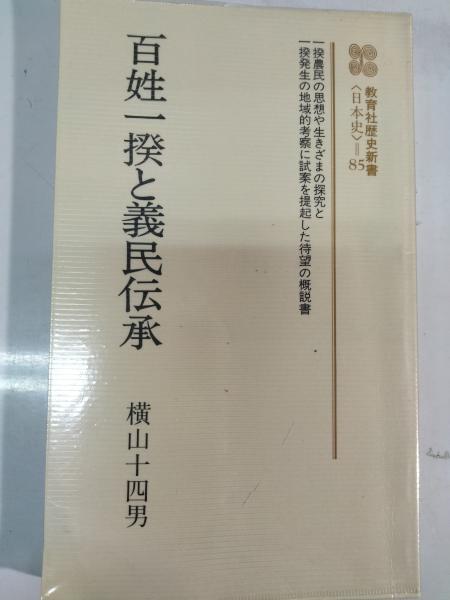 教育社歴史新書
〈日本史〉＝85
一揆農民の思想や生きざまの探究と
一揆発生の地域的考察に試案を提起した待望の概説書
百姓一揆と義民伝承
横山十四男